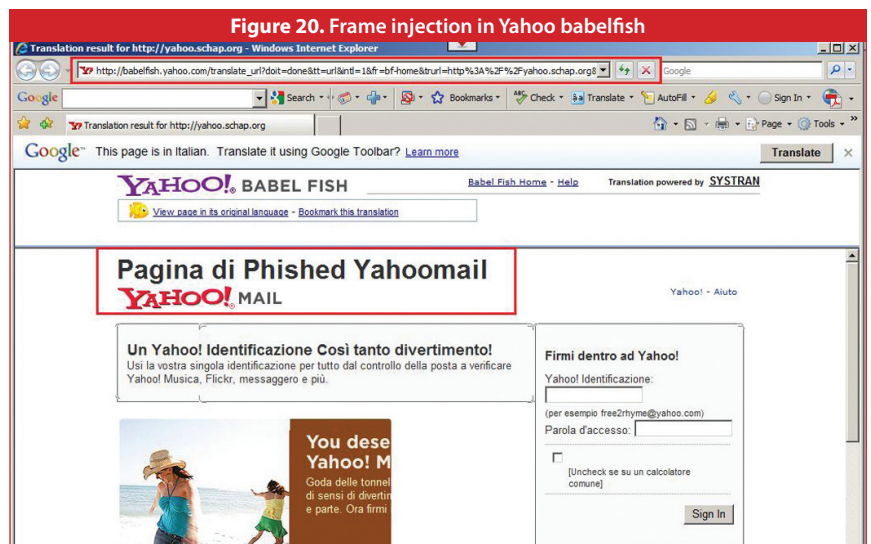 Figure 20. Frame injection in Yahoo babelfish
Translation result for http://yahoo.schap.org - Windows Internet Explorer
http://babelfish.yahoo.com/translate_url?doit=done&tt=url&intl=1&fr=bf-home&trurl=http%3A%2F%2Fyahoo.schap.org& Google
Google Search Bookmarks Check Translate AutoFill Sign In
Translation result for http://yahoo.schap.org Page Tools
Google This page is in Italian. Translate it using Google Toolbar? Learn more Translate
YAHOO! BABEL FISH Babel Fish Home - Help Translation powered by SYSTRAN
View page in its original language - Bookmark this translation
Pagina di Phished Yahoomail
YAHOO! MAIL
Yahoo! - Aiuto
Un Yahoo! Identificazione Così tanto divertimento!
Usi la vostra singola identificazione per tutto dal controllo della posta a verificare
Yahoo! Musica, Flickr, messaggero e più.
You dese
Yahoo! M
Goda delle tonnel
di sensi di divertin
e parte. Ora firmi
Firmi dentro ad Yahoo!
Yahoo! Identificazione:
(per esempio free2rhyme@yahoo.com)
Parola d'accesso:
[Uncheck se su un calcolatore
comune]
Sign In